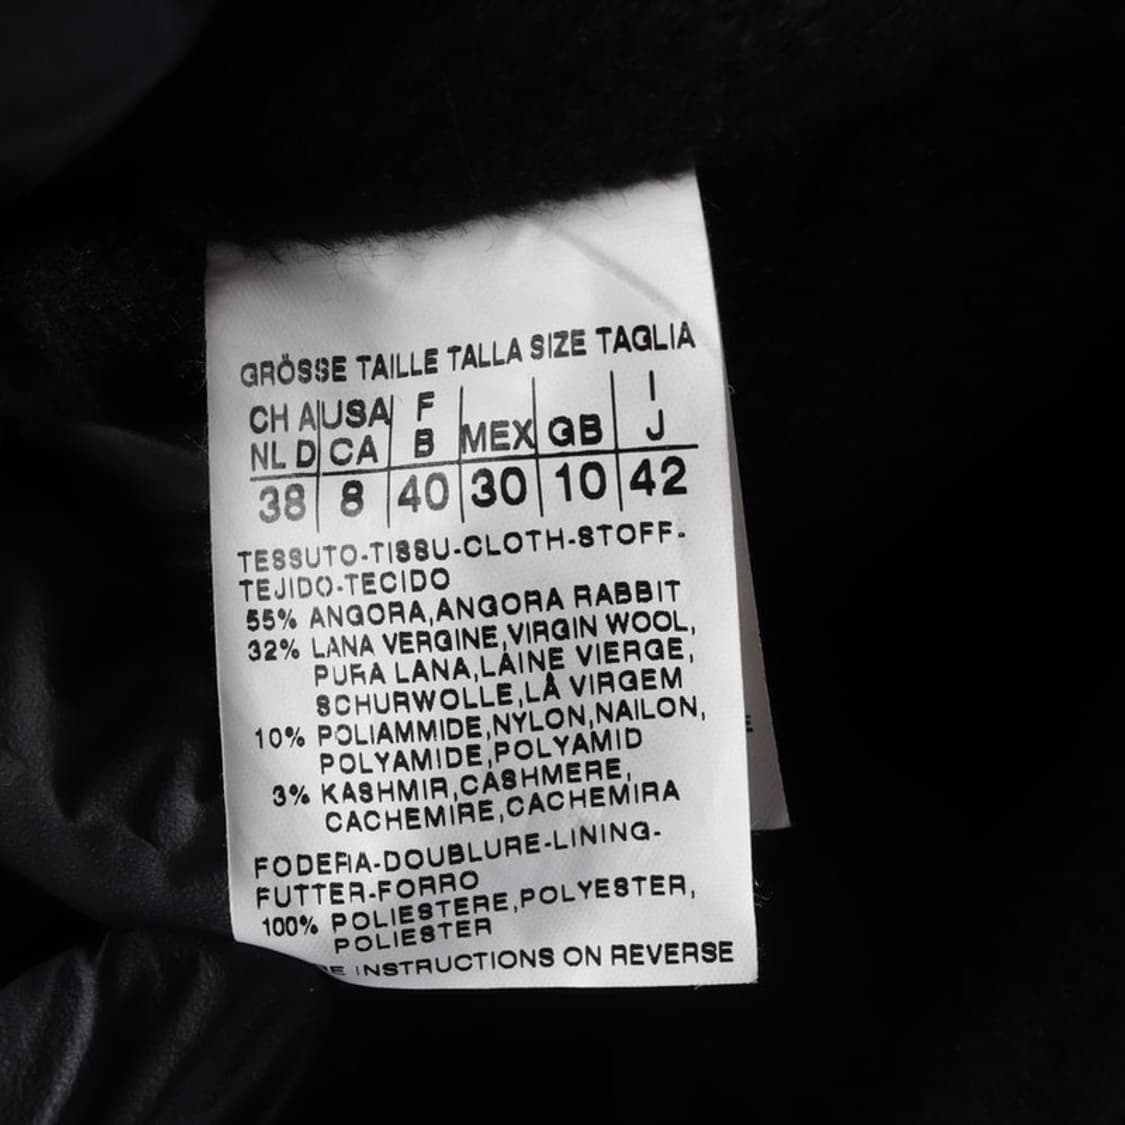 GRÖSSE TAILLE TALLA SIZE TAGLIA
CH A USA F I
NL D CA B MEX GB J
38 8 40 30 10 42
TESSUTO-TISSU-CLOTH-STOFF-
TEJIDO-TECIDO
55% ANGORA,ANGORA RABBIT
32% LANA VERGINE,VIRGIN WOOL,
PURA LANA,LAINE VIERGE,
SCHURWOLLE,LÃ VIRGEM
10% POLIAMMIDE,NYLON,NAILON,
POLYAMIDE,POLYAMID
3% KASHMIR,CASHMERE,
CACHEMIRE,CACHEMIRA
FODERA-DOUBLURE-LINING-
FUTTER-FORRO
100% POLIESTERE,POLYESTER,
POLIESTER
INSTRUCTIONS ON REVERSE